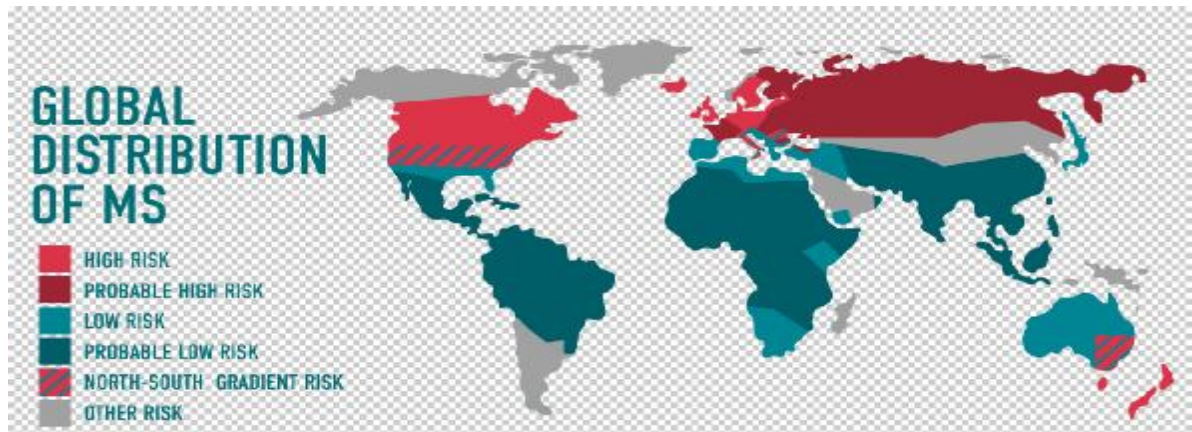 GLOBAL
DISTRIBUTION
OF MS
HIGH RISK
PROBABLE HIGH RISK
LOW RISK
PROBABLE LOW RISK
NORTH-SOUTH GRADIENT RISK
OTHER RISK